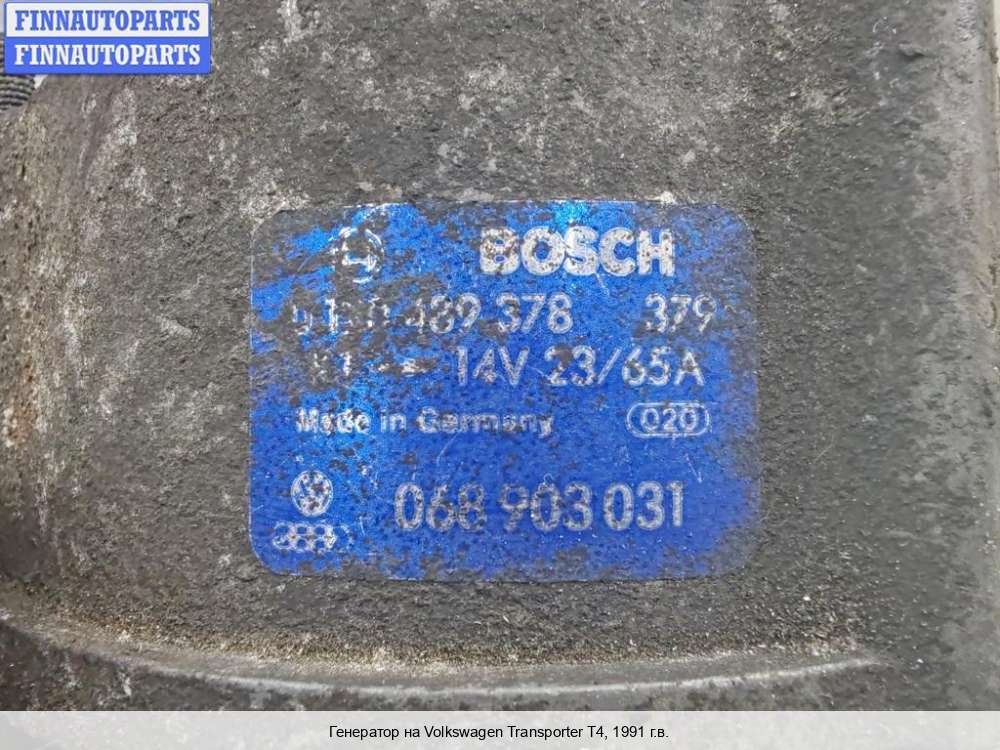 FINNAUTOPARTS
FINNAUTOPARTS
BOSCH
489 378 379
14V 23/65A
Made in Germany 020
068 903 031
Генератор на Volkswagen Transporter T4, 1991 г.в.